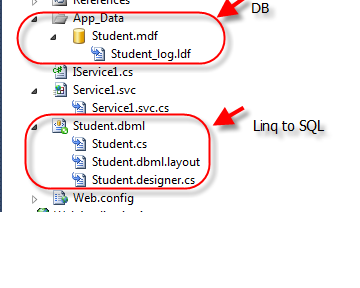 References
DB
App_Data
Student.mdf
Student_log.ldf
IService1.cs
Service1.svc
Service1.svc.cs
Student.dbml
Linq to SQL
Student.cs
Student.dbml.layout
Student.designer.cs
Web.config